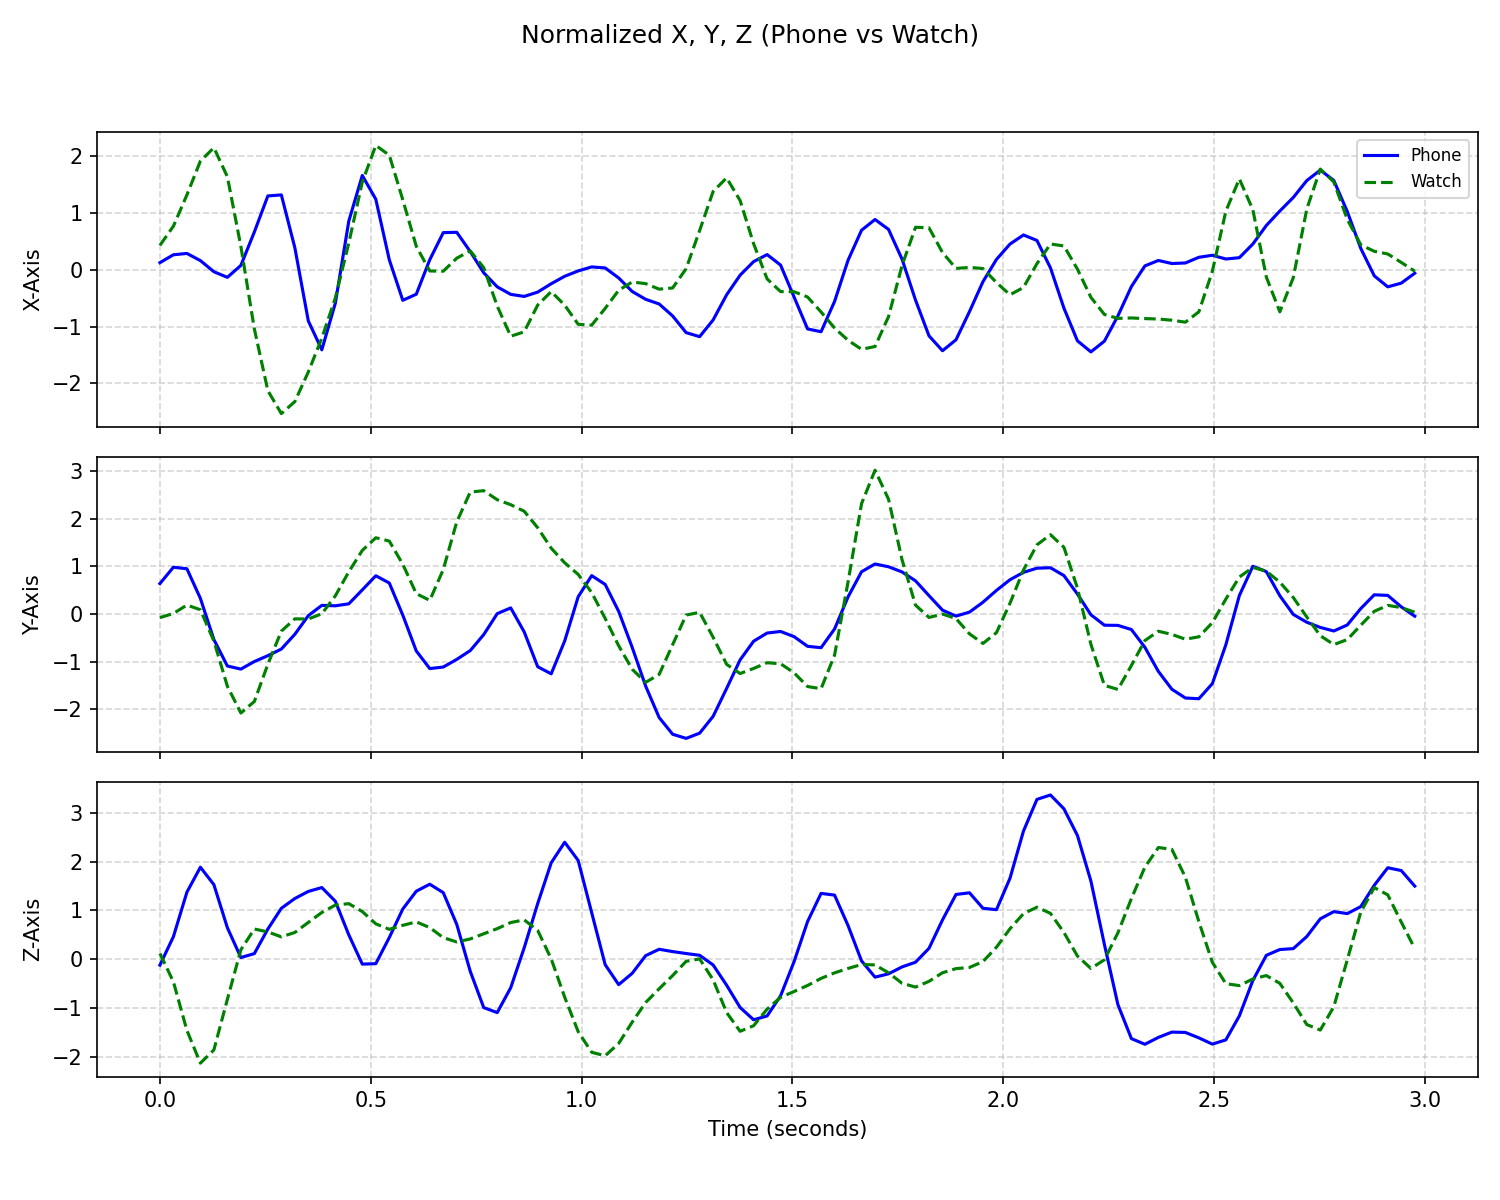 Normalized X, Y, Z (Phone vs Watch)
Phone
Watch
X-Axis
2
1
0
−1
−2
Y-Axis
3
2
1
0
−1
−2
Z-Axis
3
2
1
0
−1
−2
0.0 0.5 1.0 1.5 2.0 2.5 3.0
Time (seconds)